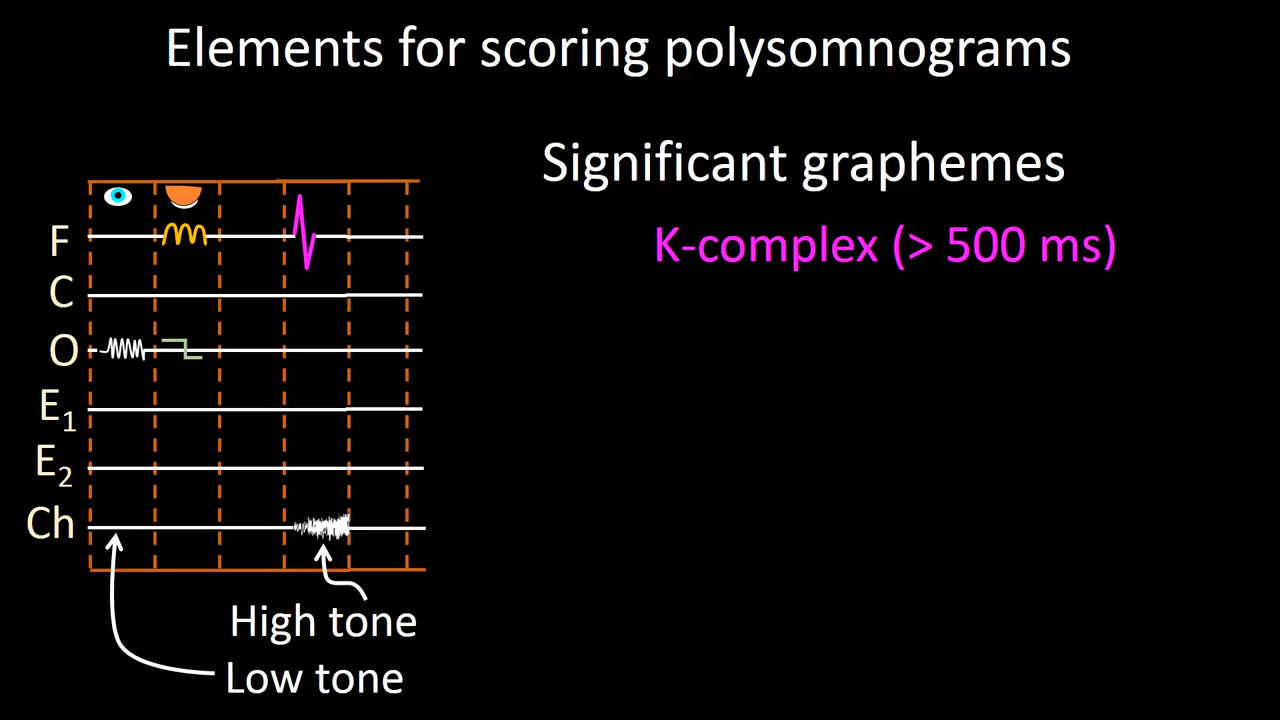 Elements for scoring polysomnograms
Significant graphemes
K-complex (> 500 ms)
F
C
O
E1
E2
Ch
High tone
Low tone